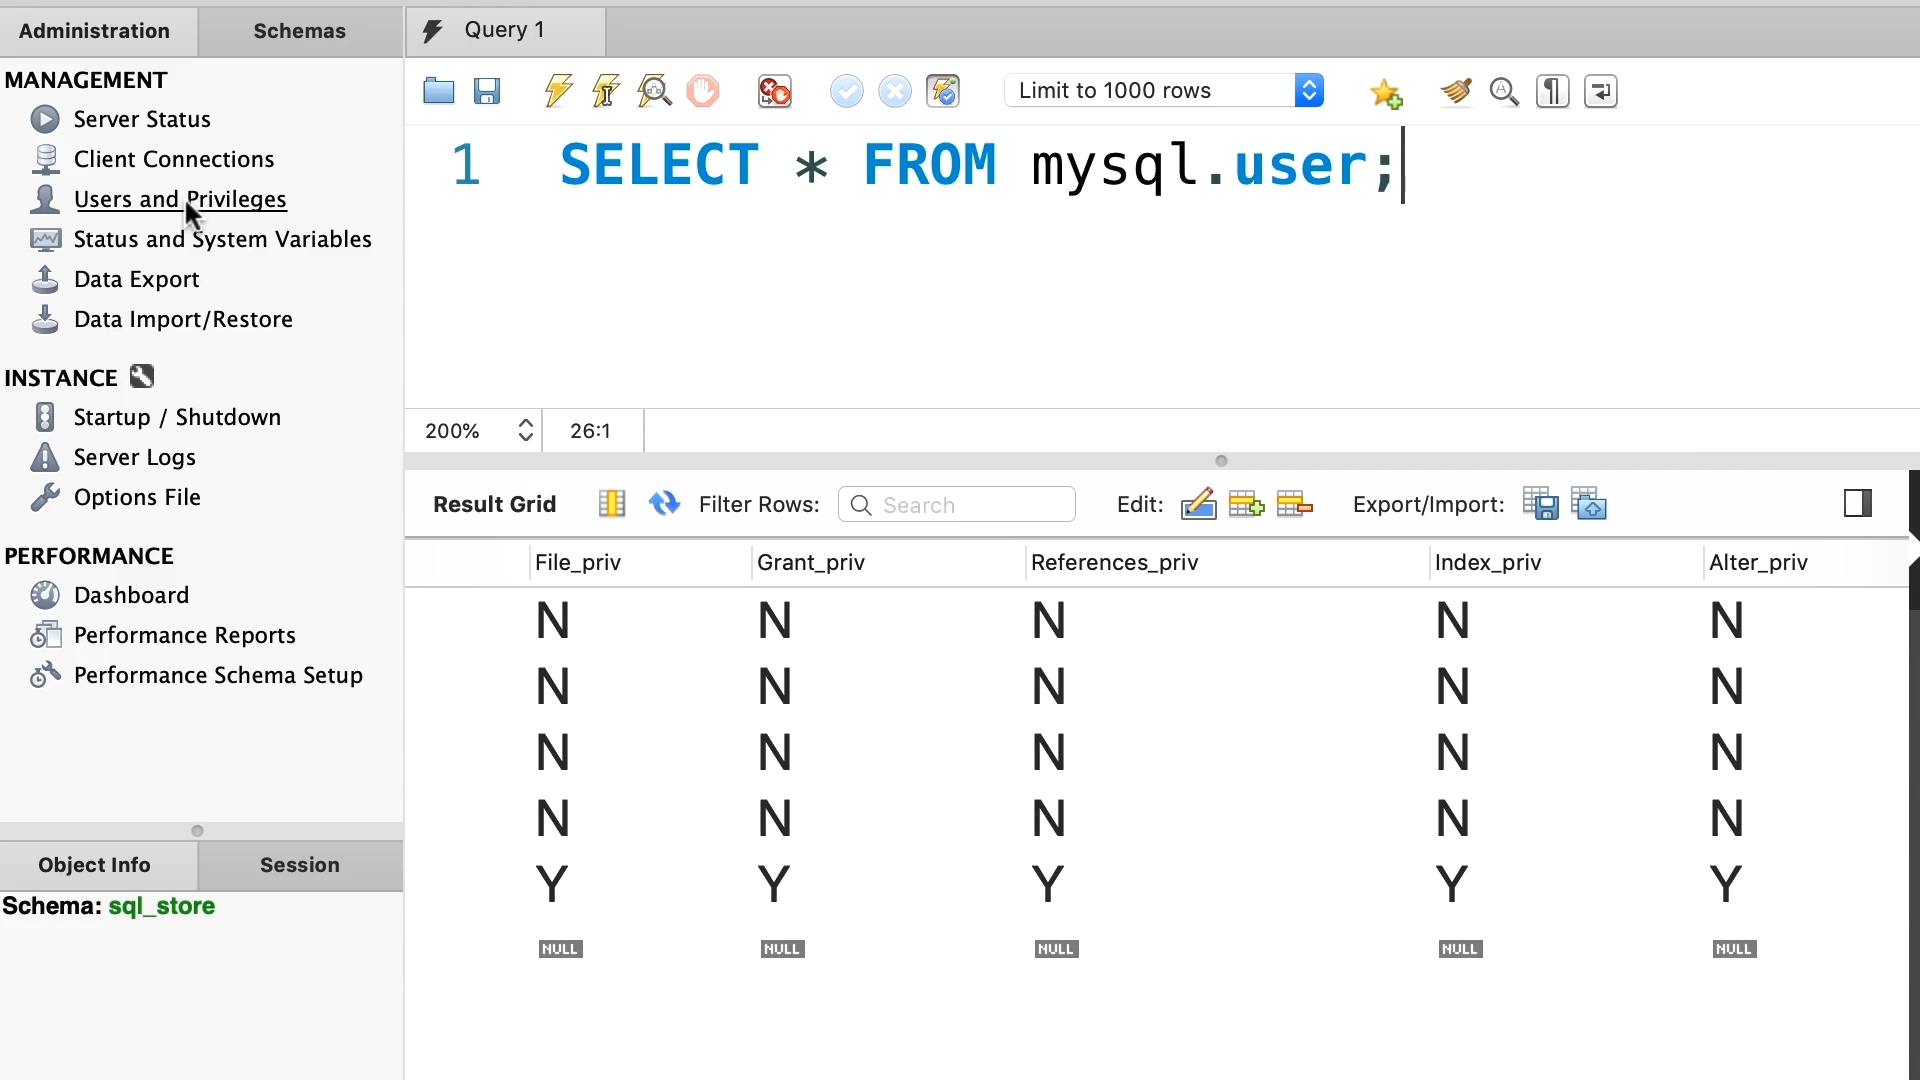 Administration
Schemas
Query 1
MANAGEMENT
Server Status
Client Connections
Users and Privileges
Status and System Variables
Data Export
Data Import/Restore
INSTANCE
Startup / Shutdown
Server Logs
Options File
PERFORMANCE
Dashboard
Performance Reports
Performance Schema Setup
Object Info
Session
Schema: sql_store
Limit to 1000 rows
1 SELECT * FROM mysql.user;
200%
26:1
Result Grid
Filter Rows:
Search
Edit:
Export/Import:
File_priv Grant_priv References_priv Index_priv Alter_priv
N N N N N
N N N N N
N N N N N
N N N N N
Y Y Y Y Y
NULL NULL NULL NULL NULL